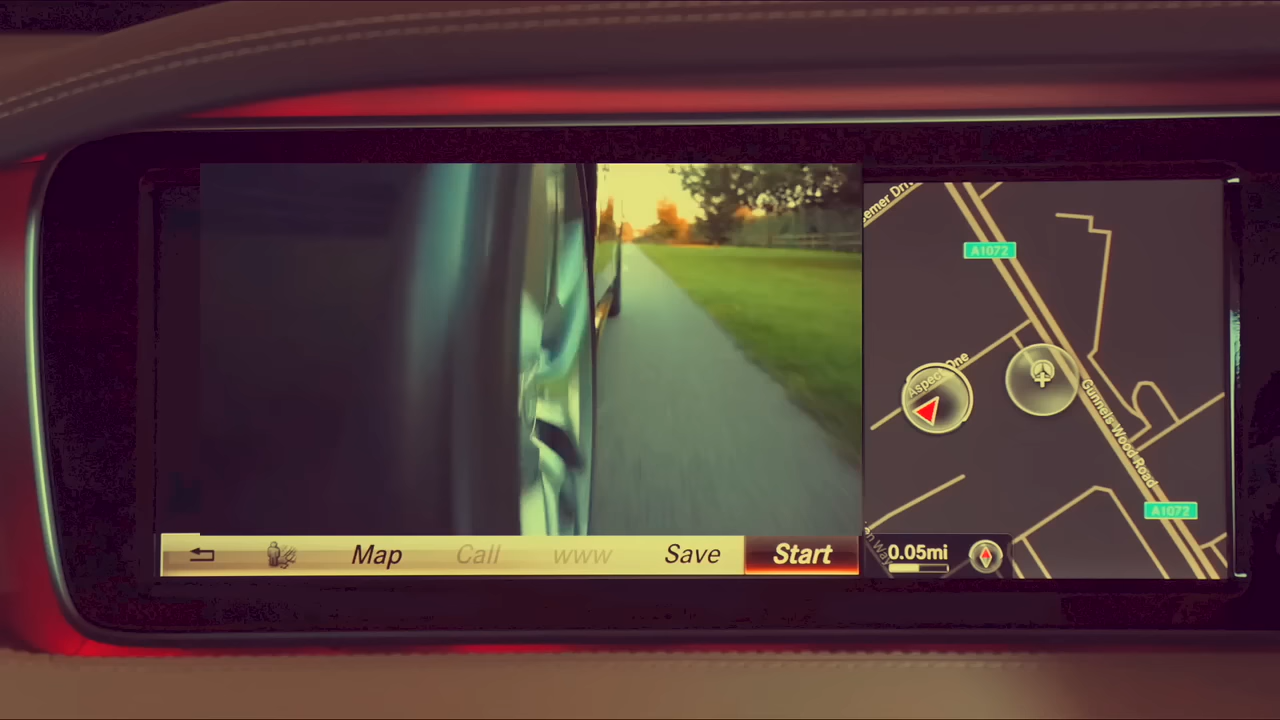 Map Call www Save Start
A1072
Aspect One
Gunnels Wood Road
A1072
0.05mi